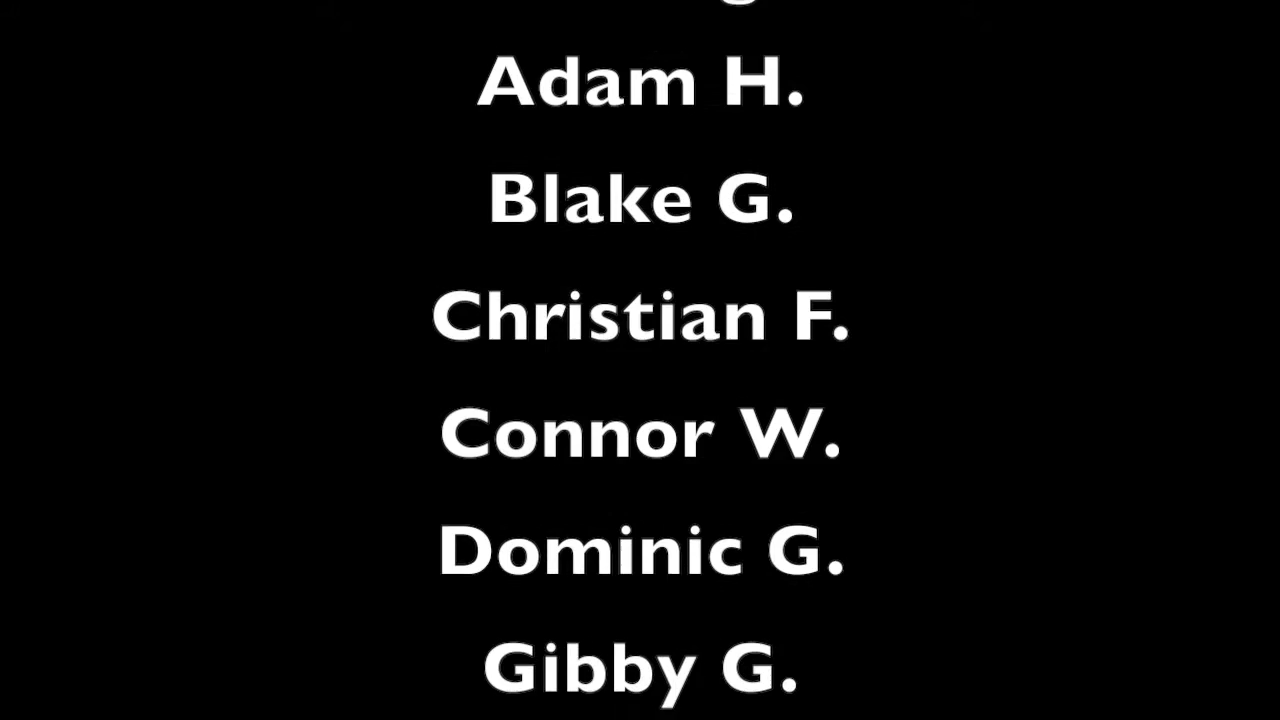 Adam H.
Blake G.
Christian F.
Connor W.
Dominic G.
Gibby G.